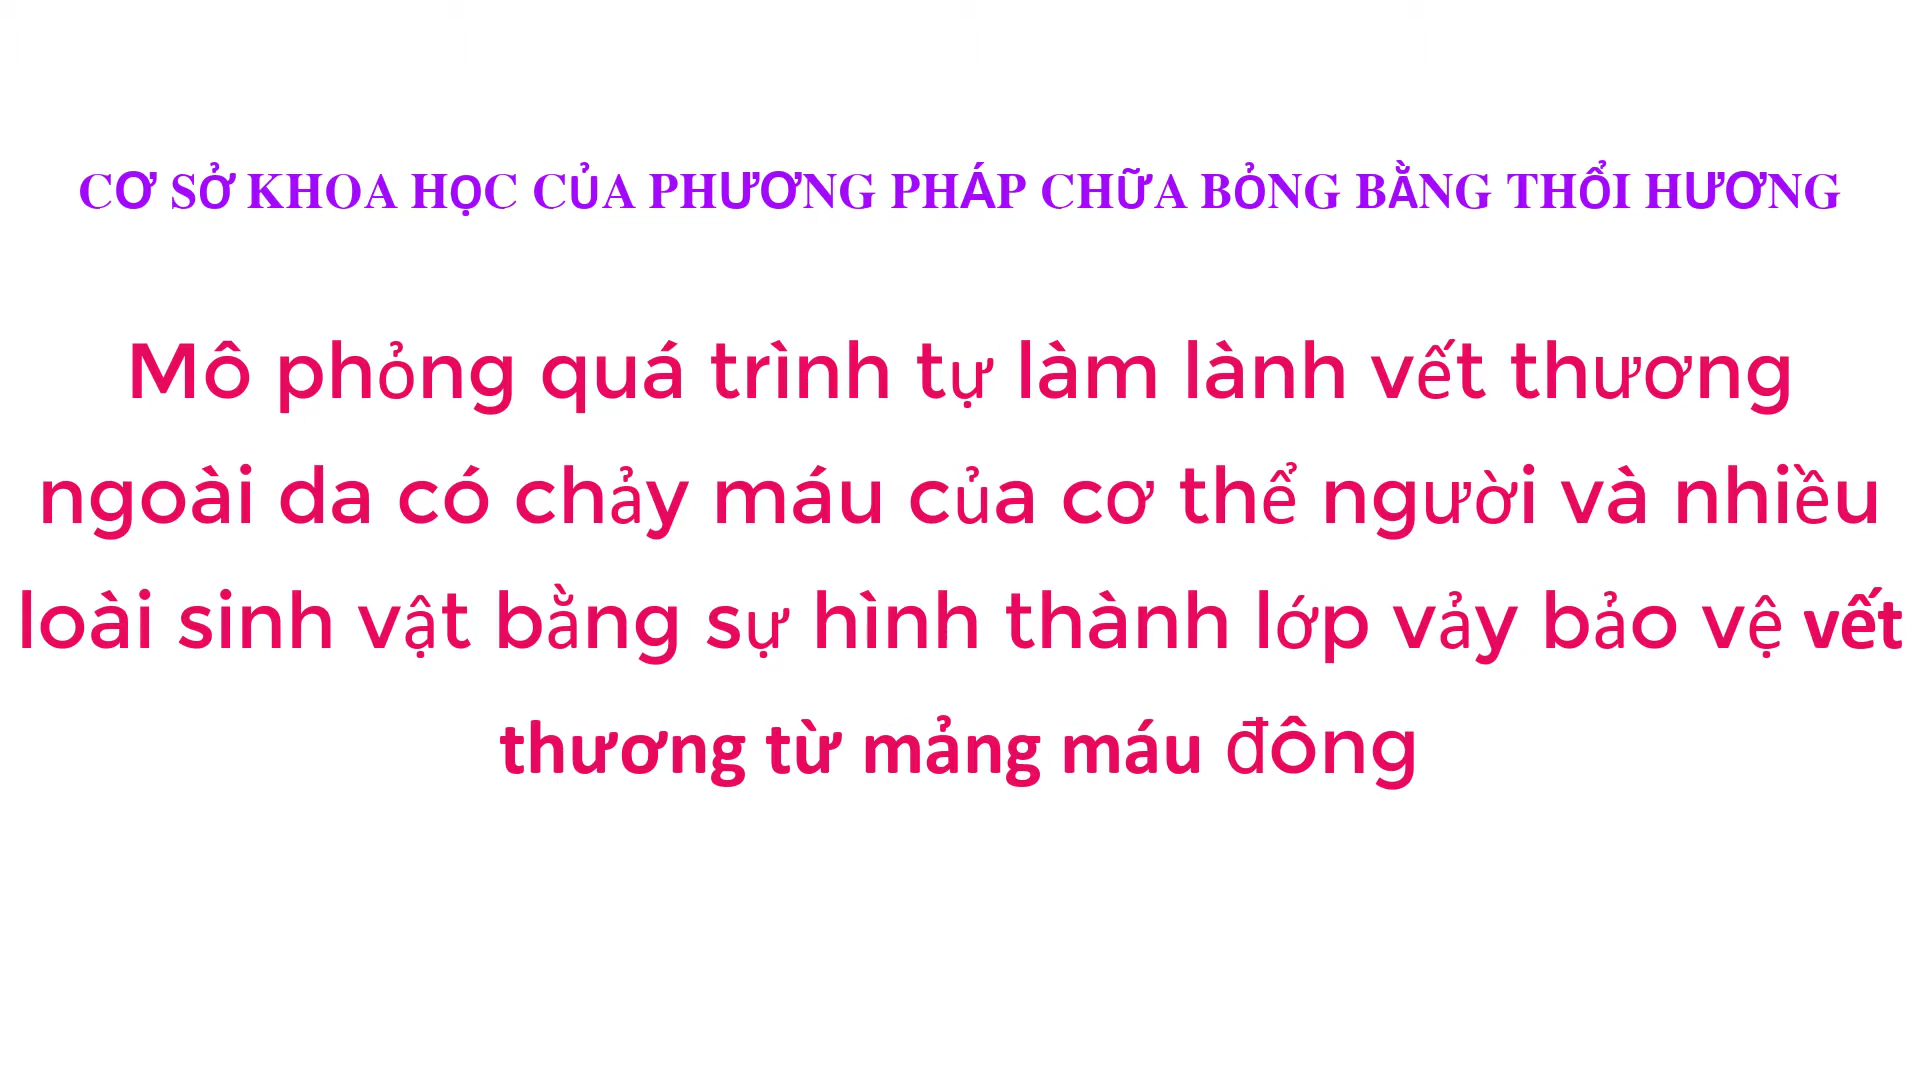 CƠ SỞ KHOA HỌC CỦA PHƯƠNG PHÁP CHỮA BỎNG BẰNG THỔI HƯƠNG
Mô phỏng quá trình tự làm lành vết thương
ngoài da có chảy máu của cơ thể người và nhiều
loài sinh vật bằng sự hình thành lớp vảy bảo vệ vết
thương từ mảng máu đông